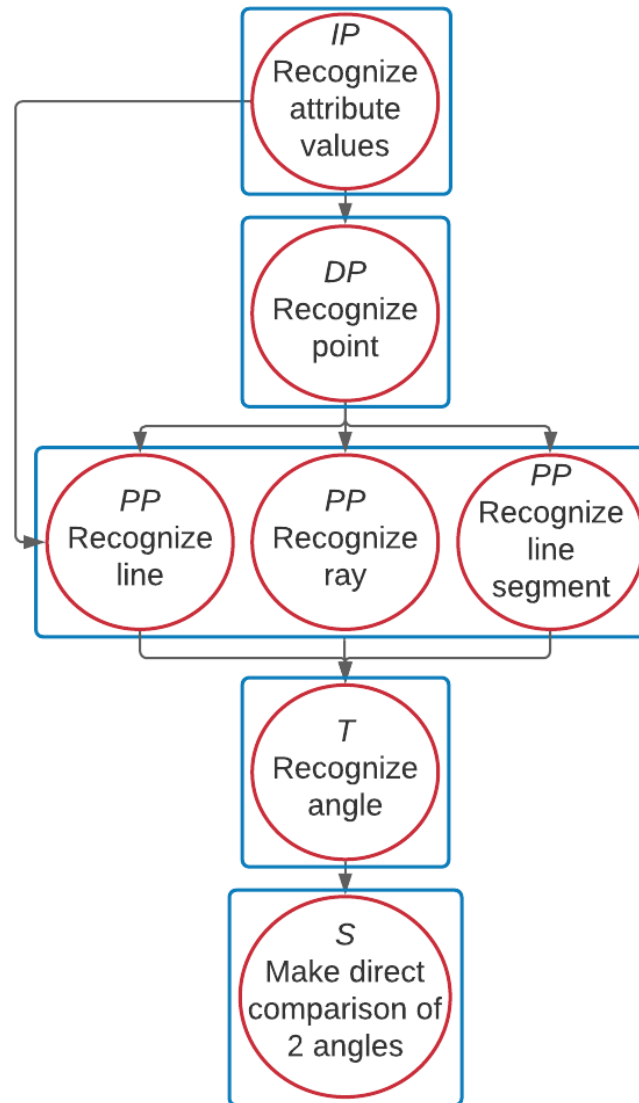 IP
Recognize
attribute
values
DP
Recognize
point
PP
Recognize
line
PP
Recognize
ray
PP
Recognize
line
segment
T
Recognize
angle
S
Make direct
comparison of
2 angles